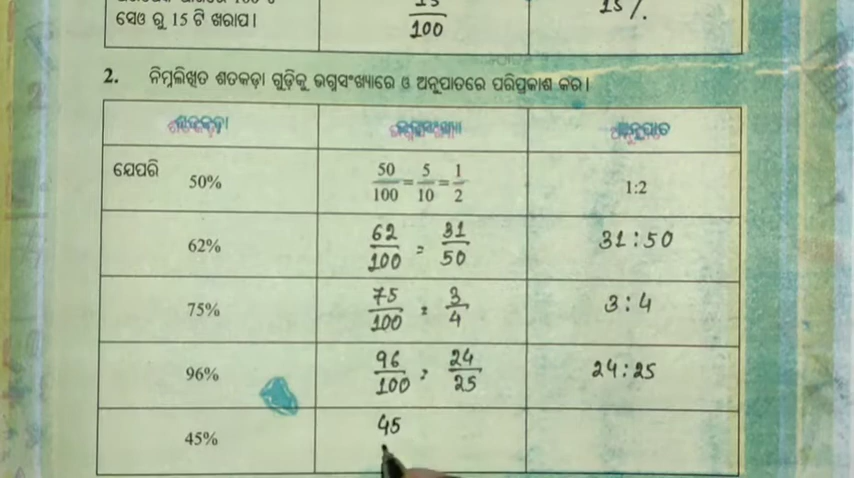 ସେଓ ରୁ 15 ଟି ଖରାପ। 15/100 15%.
2. ନିମ୍ନଲିଖିତ ଶତକଡ଼ା ଗୁଡ଼ିକୁ ଭଗ୍ନସଂଖ୍ୟାରେ ଓ ଅନୁପାତରେ ପରିପ୍ରକାଶ କର।
ଶତକଡ଼ା ଭଗ୍ନସଂଖ୍ୟା ଅନୁପାତ
ଯେପରି 50% 50/100 = 5/10 = 1/2 1:2
62% 62/100 = 31/50 31:50
75% 75/100 = 3/4 3:4
96% 96/100 = 24/25 24:25
45% 45